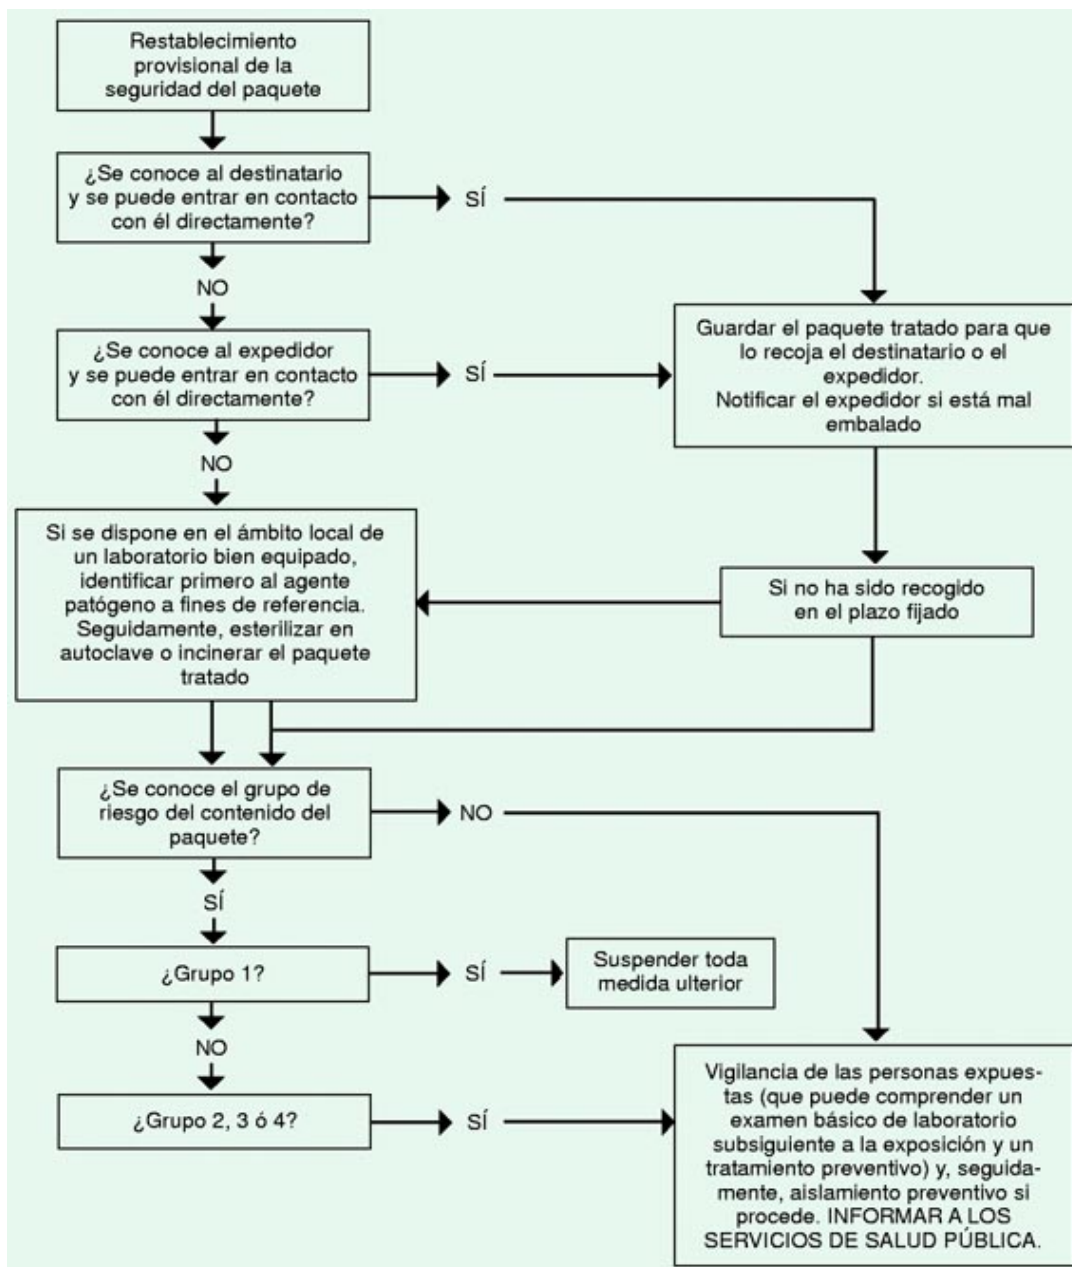 Restablecimiento
provisional de la
seguridad del paquete
¿Se conoce al destinatario
y se puede entrar en contacto
con él directamente?
SÍ
NO
¿Se conoce al expedidor
y se puede entrar en contacto
con él directamente?
SÍ
Guardar el paquete tratado para que
lo recoja el destinatario o el
expedidor.
Notificar el expedidor si está mal
embalado
NO
Si se dispone en el ámbito local de
un laboratorio bien equipado,
identificar primero al agente
patógeno a fines de referencia.
Seguidamente, esterilizar en
autoclave o incinerar el paquete
tratado
Si no ha sido recogido
en el plazo fijado
¿Se conoce el grupo de
riesgo del contenido del
paquete?
NO
SÍ
¿Grupo 1?
SÍ
Suspender toda
medida ulterior
NO
¿Grupo 2, 3 ó 4?
SÍ
Vigilancia de las personas expues-
tas (que puede comprender un
examen básico de laboratorio
subsiguiente a la exposición y un
tratamiento preventivo) y, seguida-
mente, aislamiento preventivo si
procede. INFORMAR A LOS
SERVICIOS DE SALUD PÚBLICA.